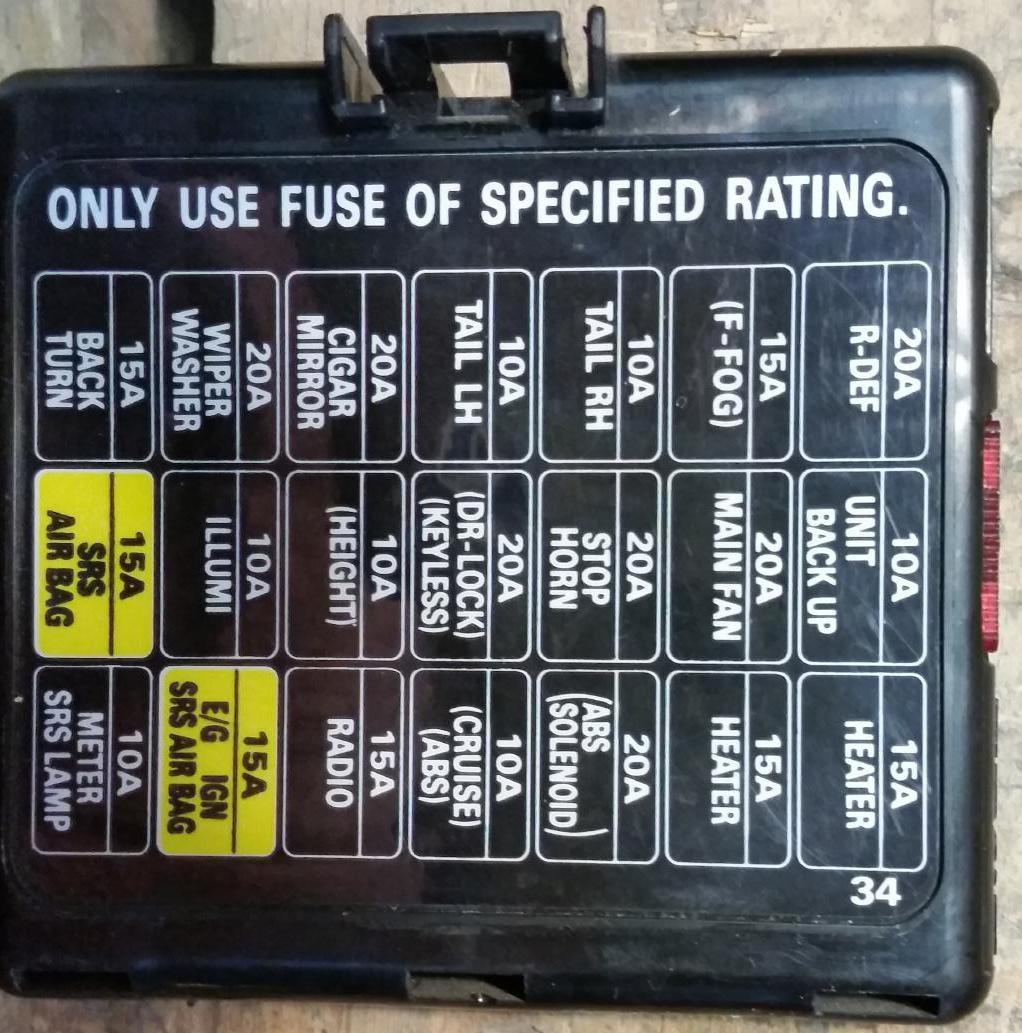 ONLY USE FUSE OF SPECIFIED RATING.
15A
BACK
TURN
20A
WIPER
WASHER
20A
CIGAR
MIRROR
10A
TAIL LH
10A
TAIL RH
15A
(F-FOG)
20A
R-DEF
15A
SRS
AIR BAG
10A
ILLUMI
10A
(HEIGHT)
20A
(DR-LOCK)
(KEYLESS)
20A
STOP
HORN
20A
MAIN FAN
10A
UNIT
BACK UP
10A
METER
SRS LAMP
15A
E/G IGN
SRS AIR BAG
15A
RADIO
10A
(CRUISE)
(ABS)
20A
(ABS
(SOLENOID)
15A
HEATER
15A
HEATER
34